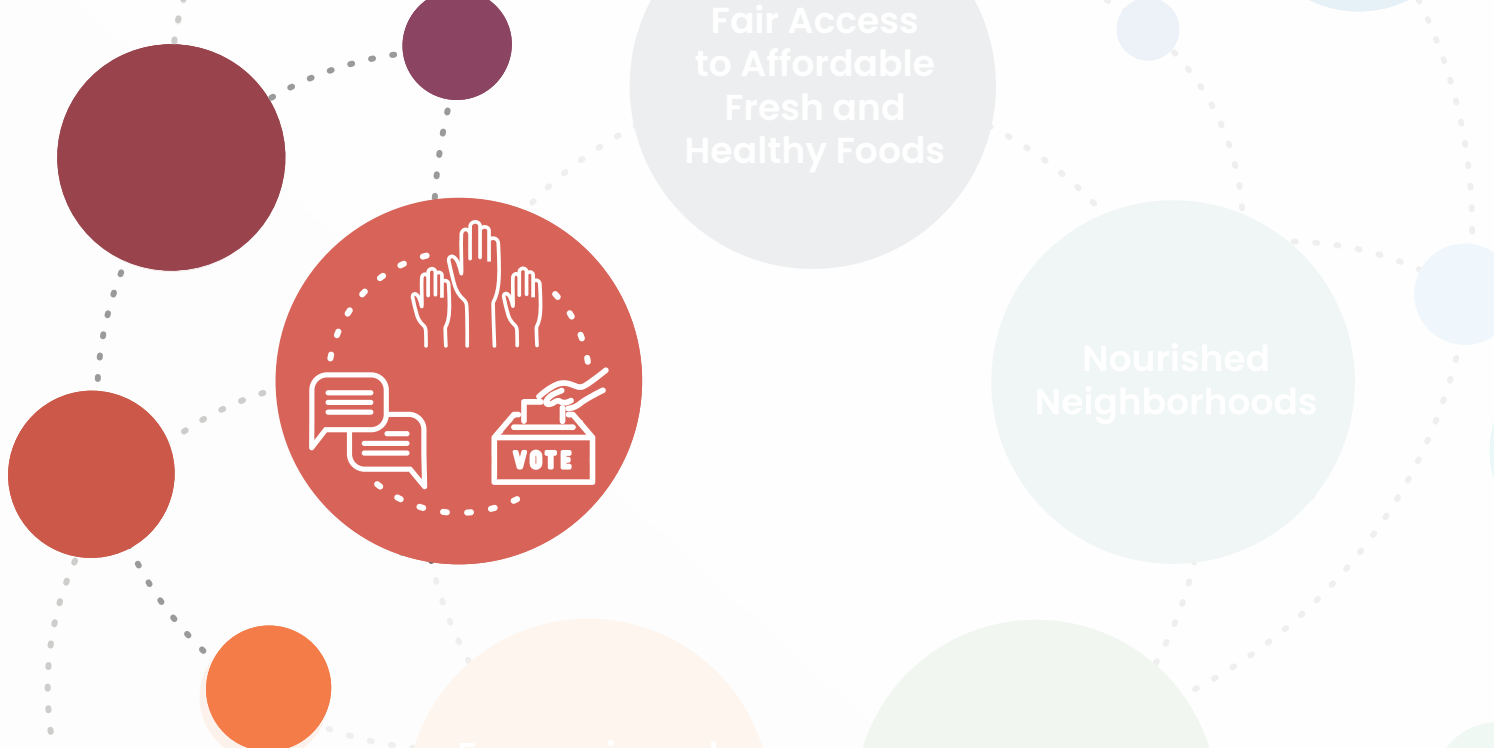 Fair Access
to Affordable
Fresh and
Healthy Foods
Nourished
Neighborhoods
VOTE